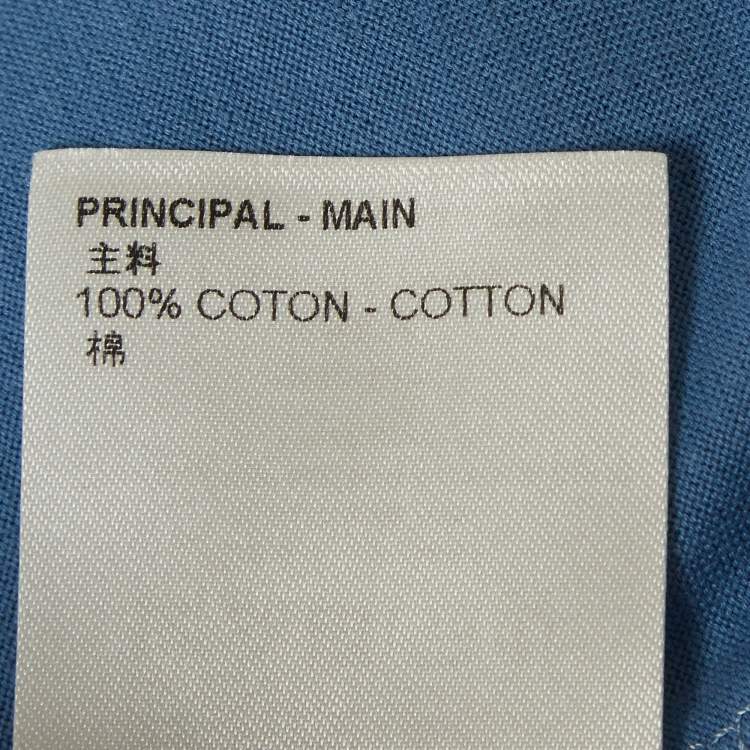 PRINCIPAL - MAIN
主料
100% COTON - COTTON
棉